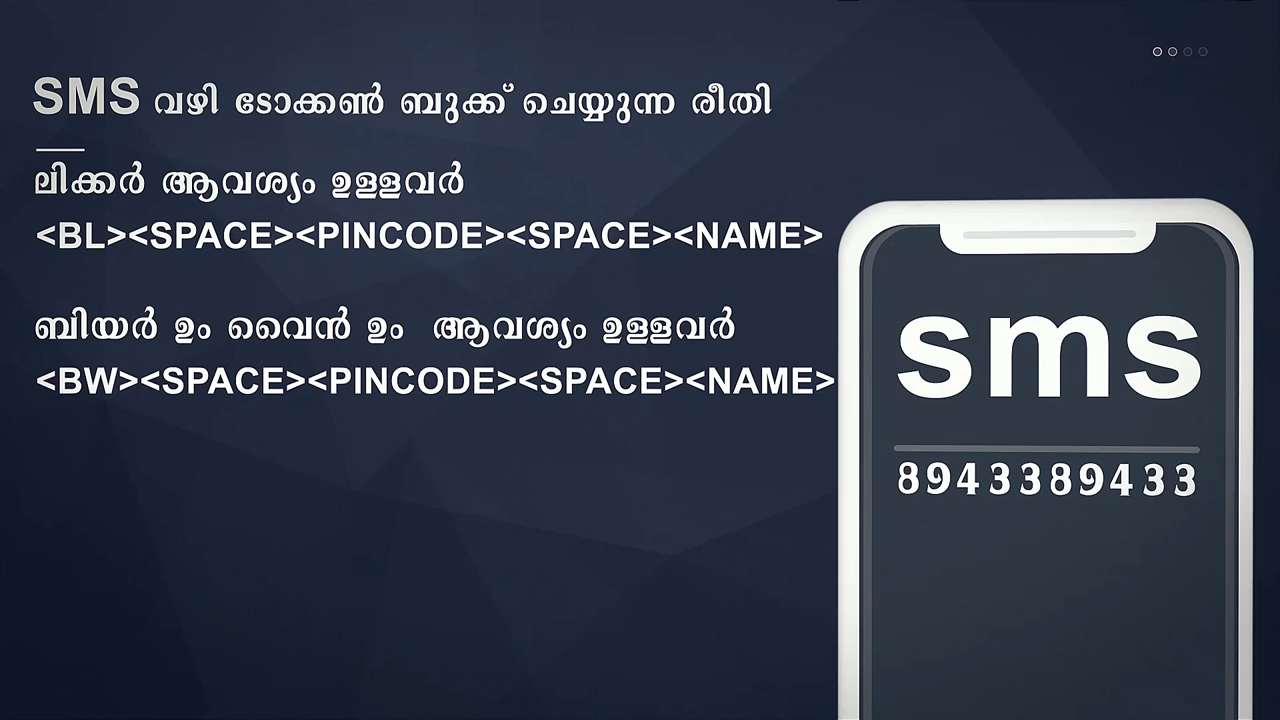 SMS വഴി ടോക്കൺ ബുക്ക് ചെയ്യുന്ന രീതി
ലിക്കർ ആവശ്യം ഉള്ളവർ
<BL><SPACE><PINCODE><SPACE><NAME>
ബിയർ ഉം വൈൻ ഉം ആവശ്യം ഉള്ളവർ
<BW><SPACE><PINCODE><SPACE><NAME>
sms
8943389433